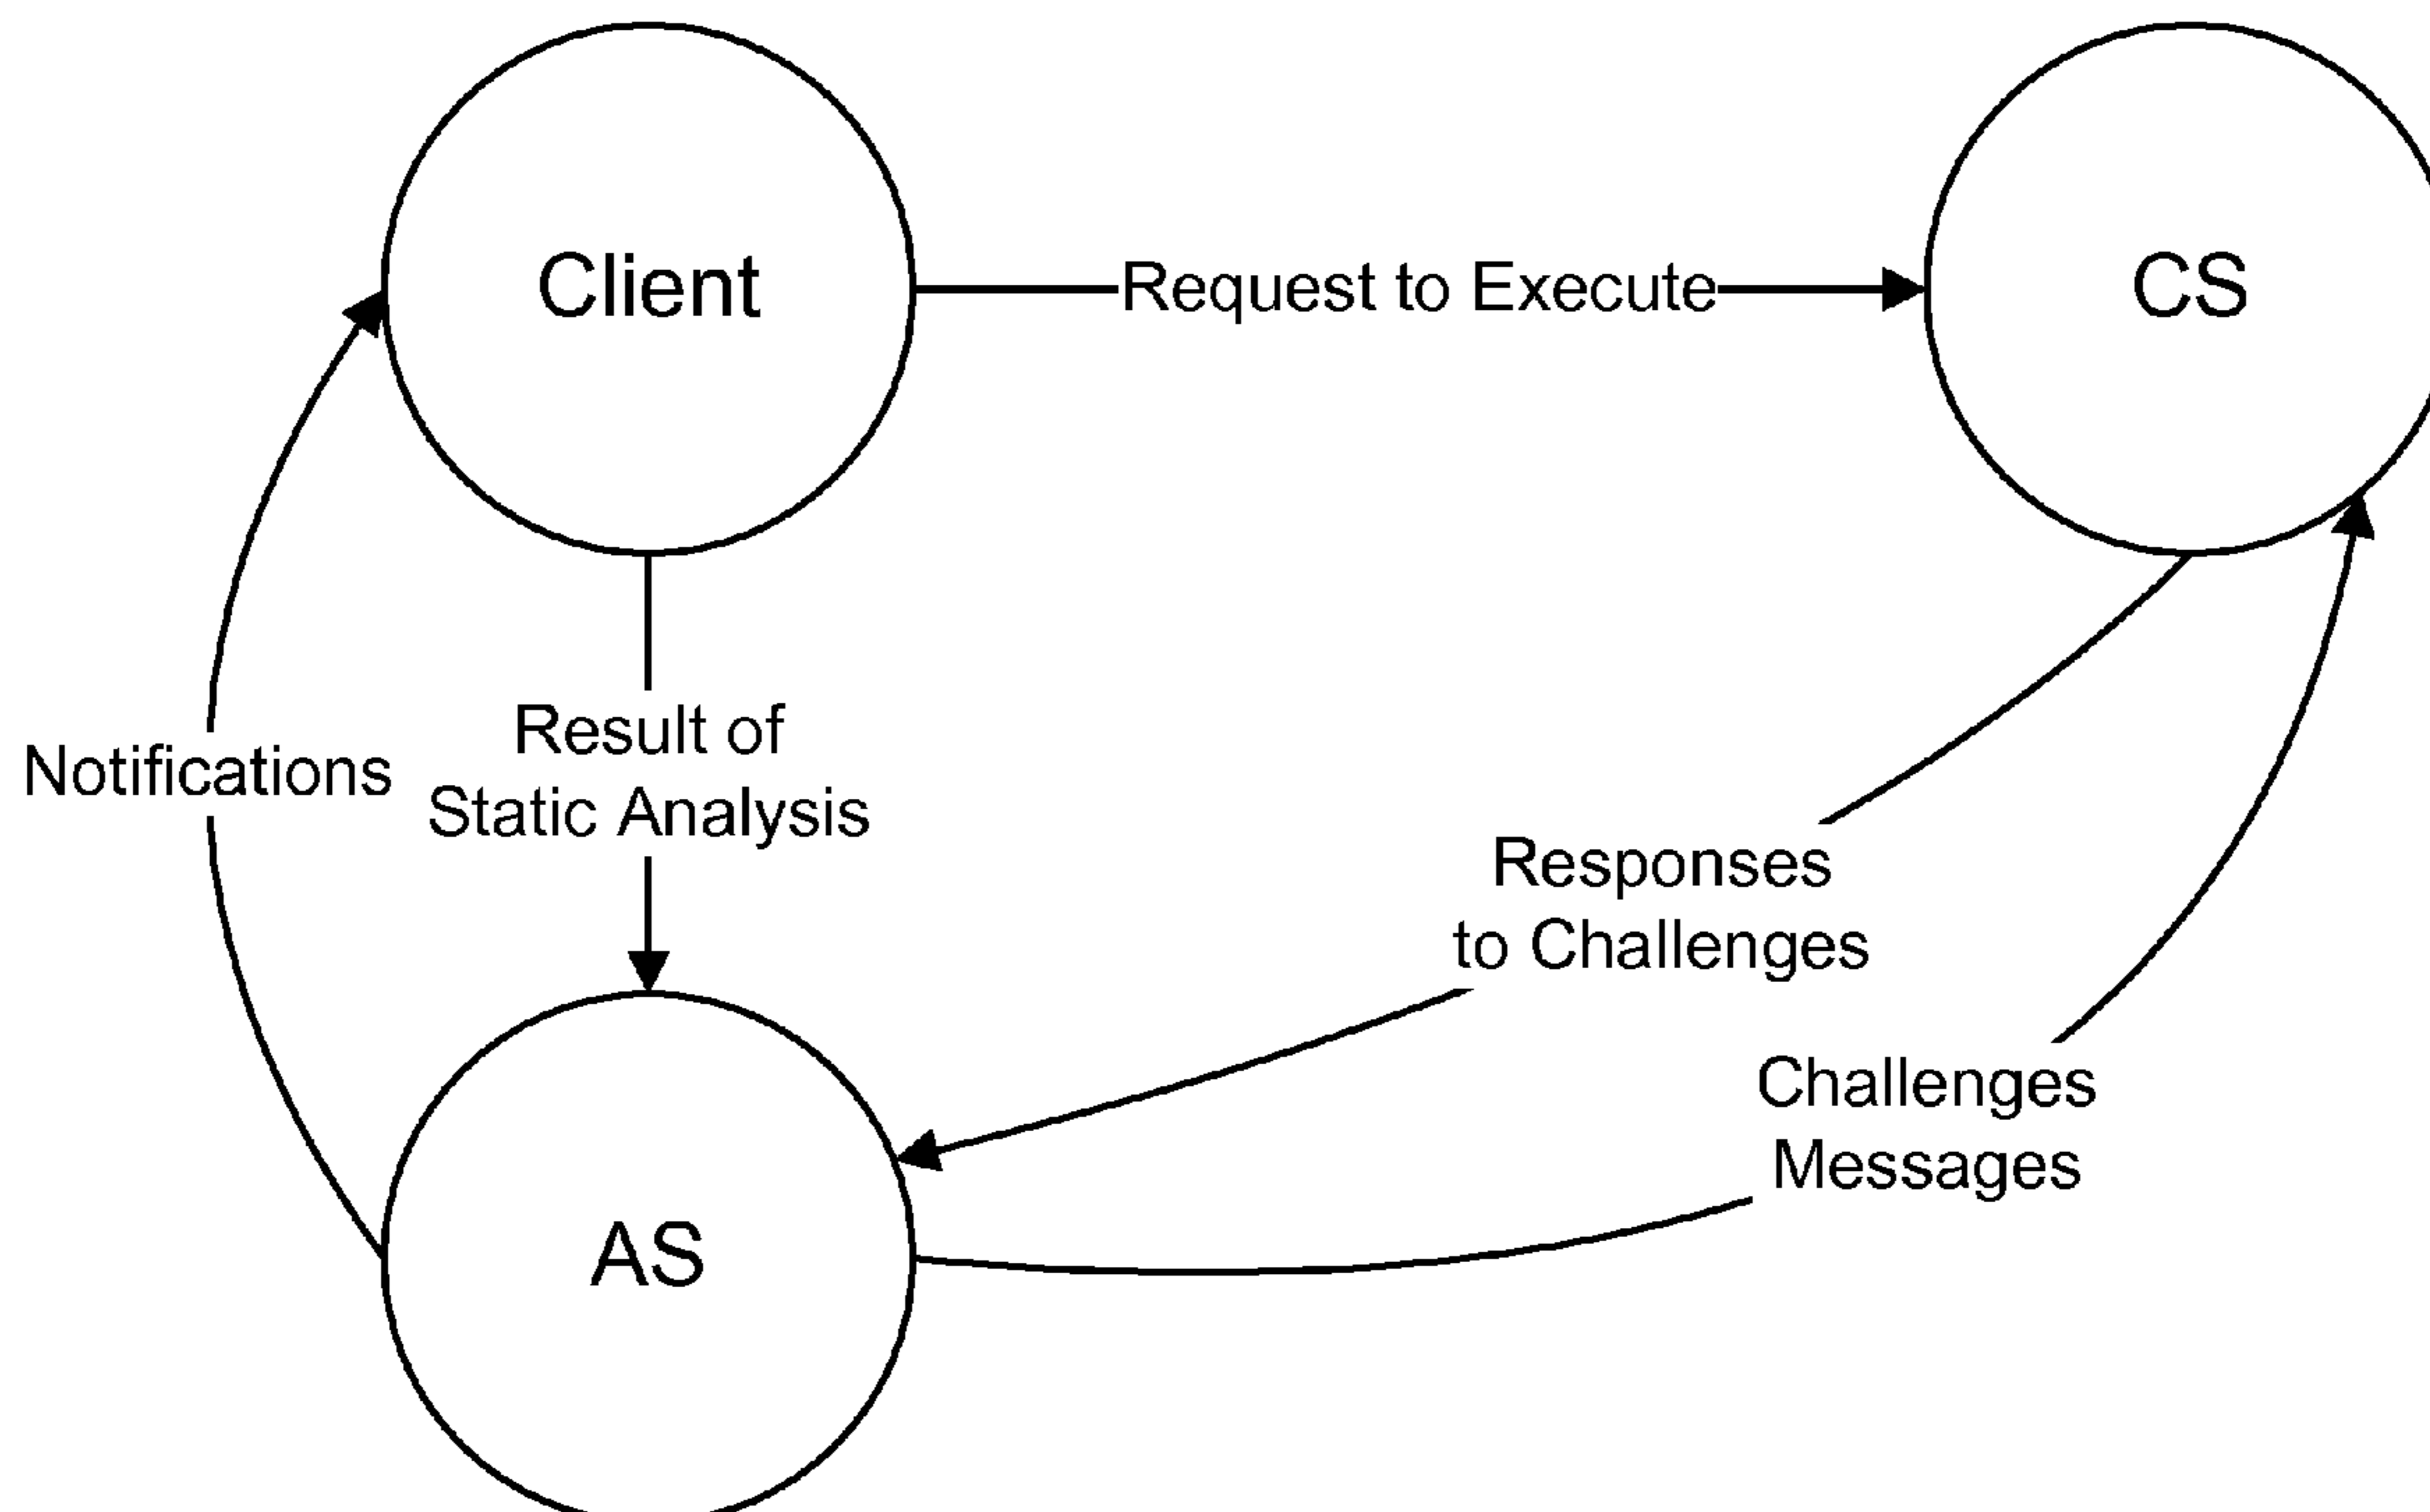 Client
Request to Execute
CS
Notifications
Result of
Static Analysis
Responses
to Challenges
Challenges
Messages
AS